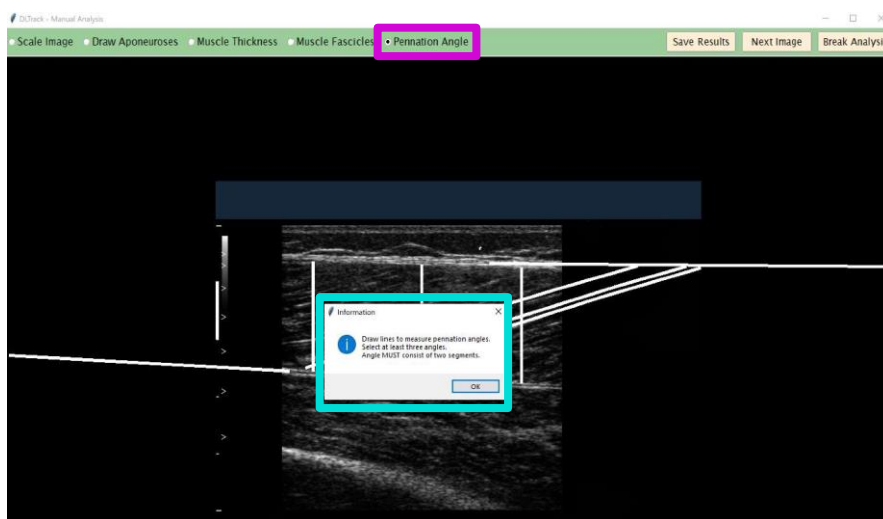 DLTrack - Manual Analysis
Scale Image Draw Aponeuroses Muscle Thickness Muscle Fascicles Pennation Angle Save Results Next Image Break Analysi
Information
Draw lines to measure pennation angles.
Select at least three angles.
Angle MUST consist of two segments.
OK